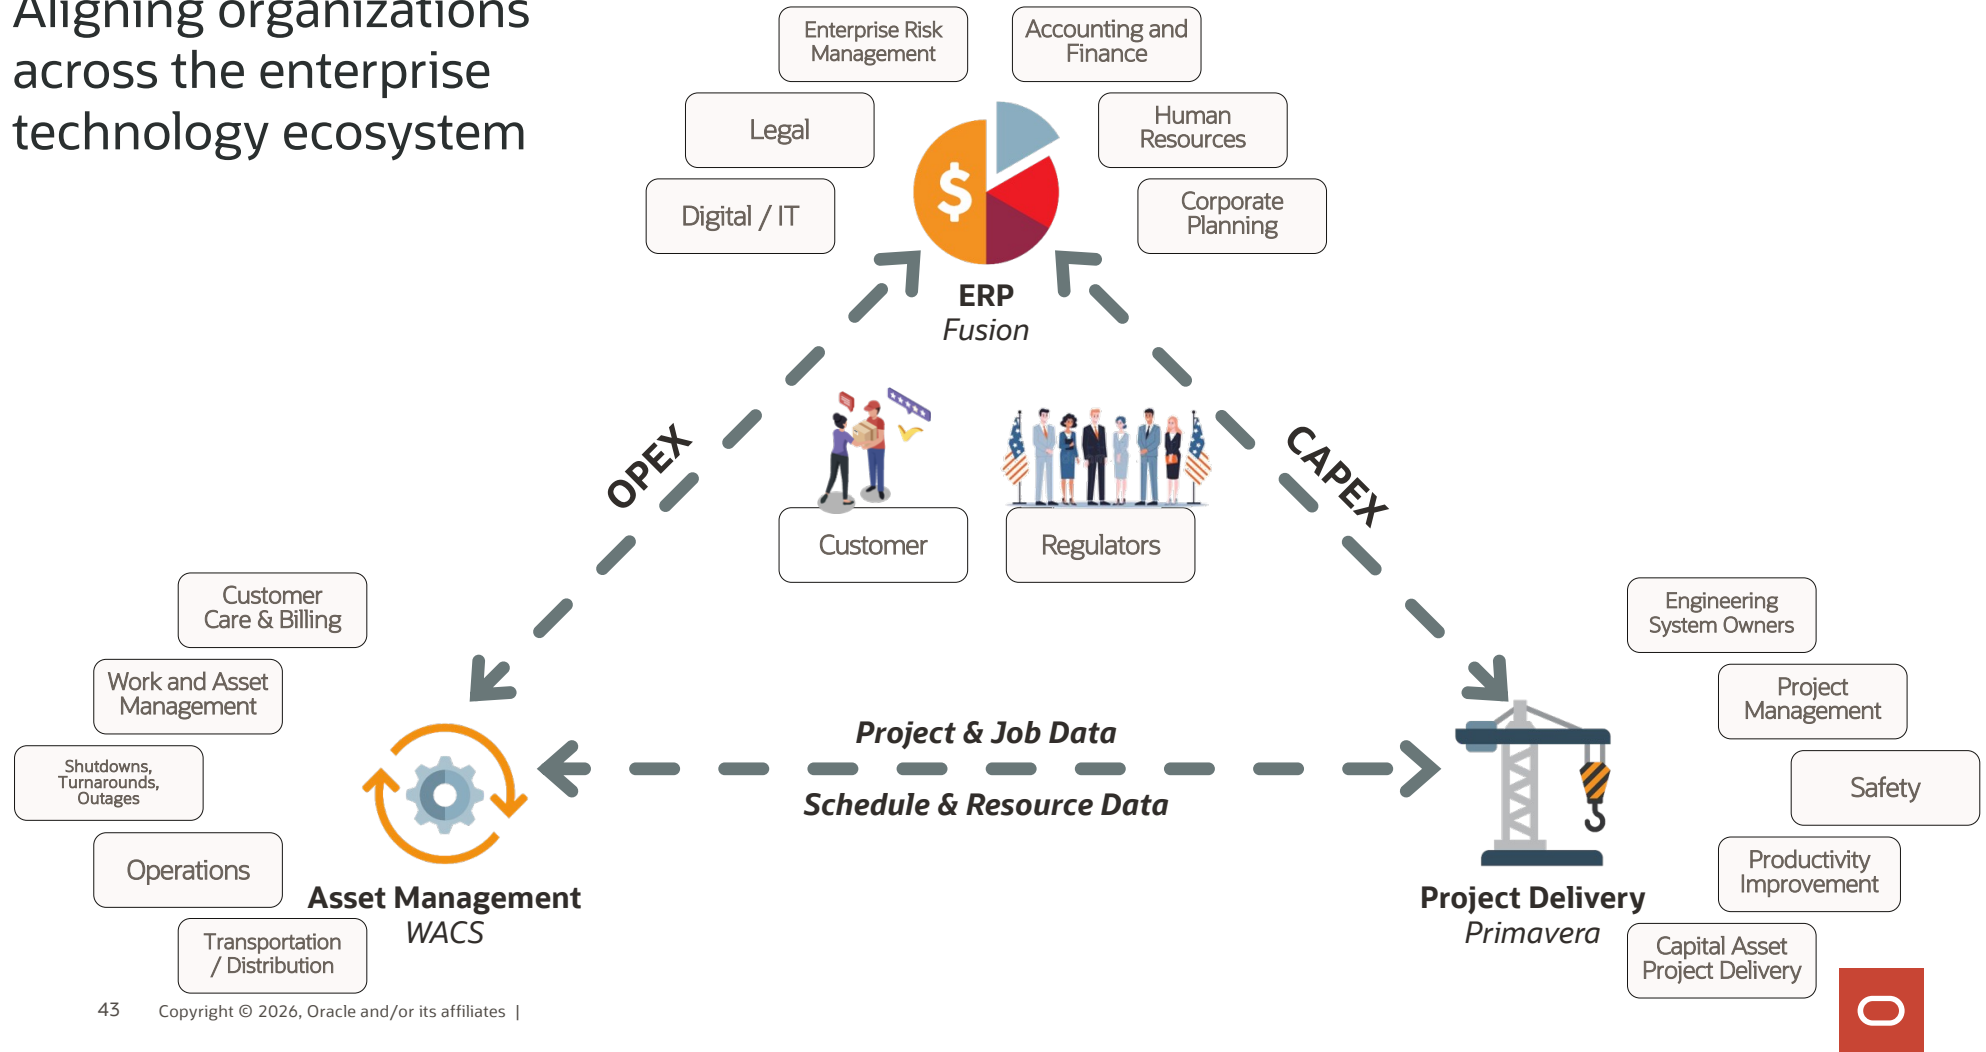 Aligning organizations
across the enterprise
technology ecosystem
Enterprise Risk
Management
Accounting and
Finance
Legal
Human
Resources
Digital / IT
Corporate
Planning
$
ERP
Fusion
OPEX
CAPEX
Customer
Regulators
Customer
Care & Billing
Work and Asset
Management
Shutdowns,
Turnarounds,
Outages
Operations
Transportation
/ Distribution
Asset Management
WACS
Project & Job Data
Schedule & Resource Data
Engineering
System Owners
Project
Management
Safety
Productivity
Improvement
Capital Asset
Project Delivery
Project Delivery
Primavera
43
Copyright © 2026, Oracle and/or its affiliates |